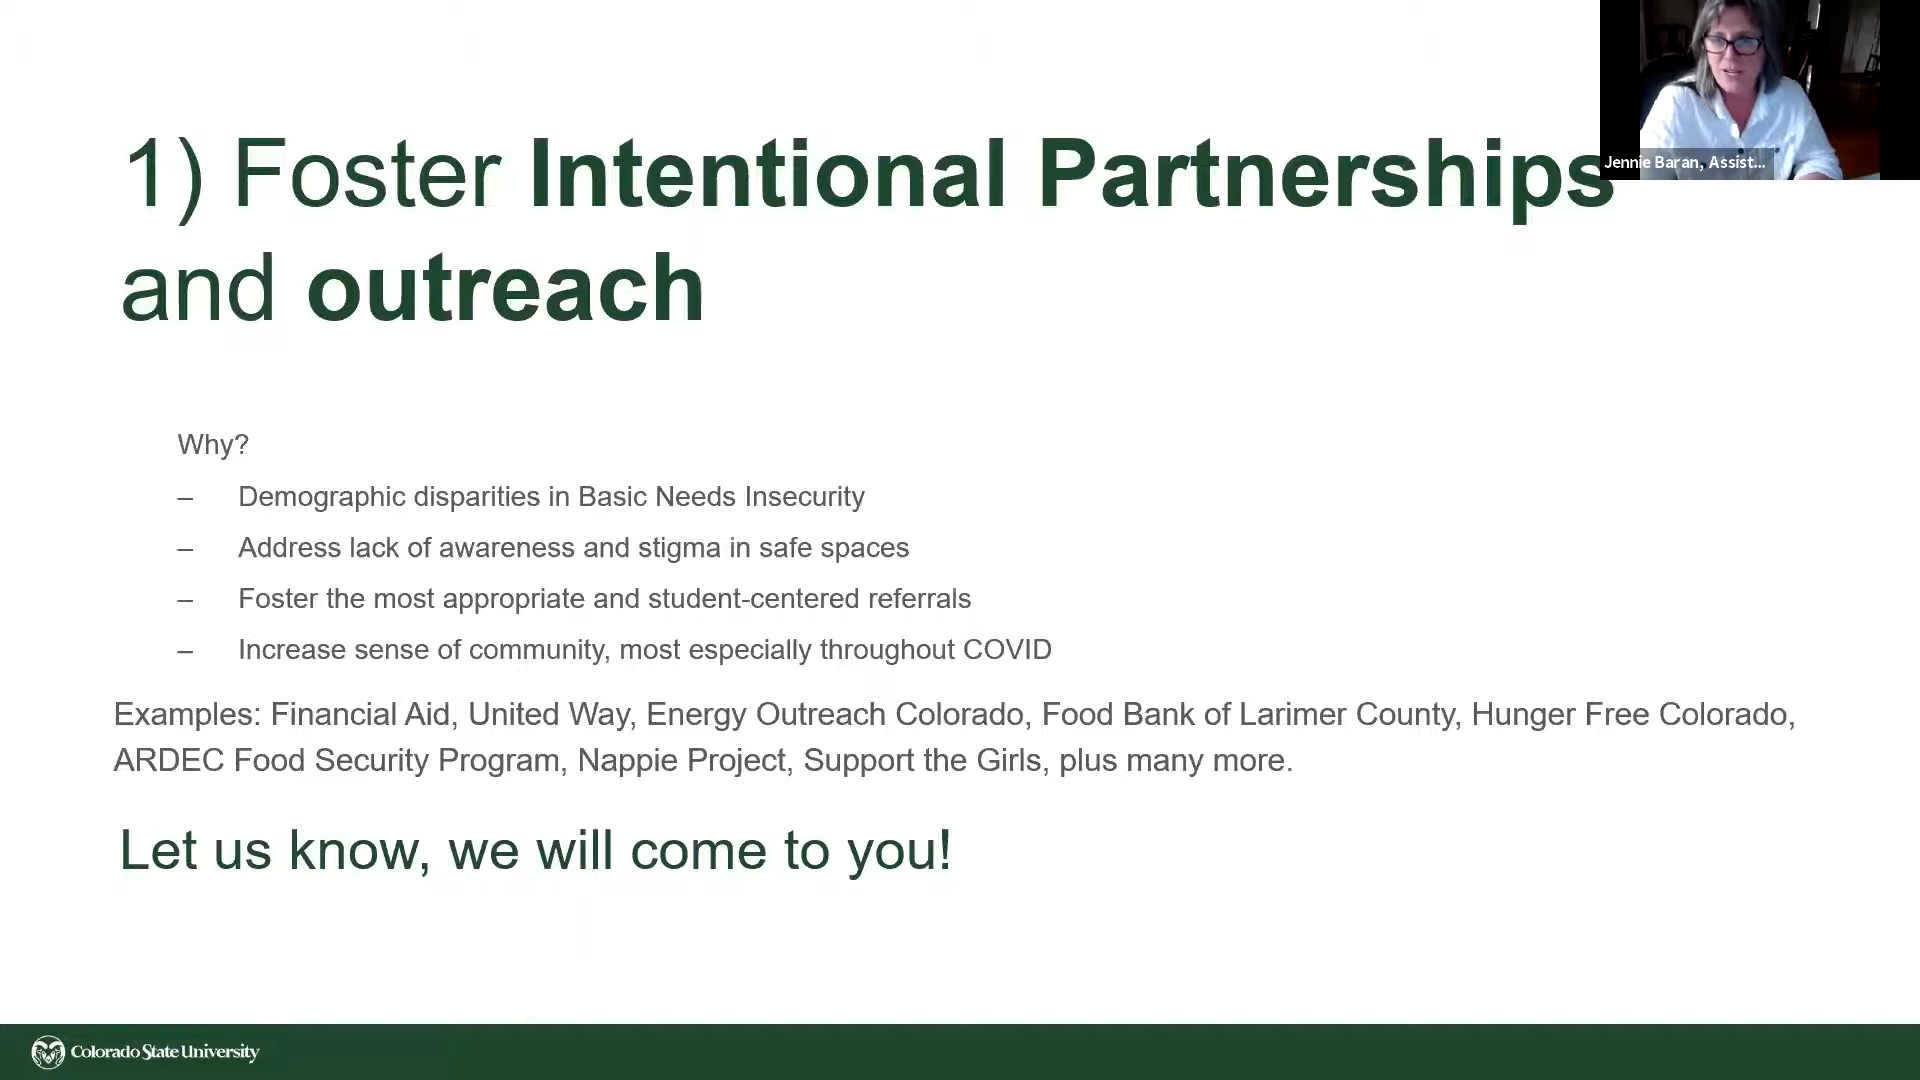 1) Foster Intentional Partnerships
and outreach
Jennie Baran, Assist...
Why?
– Demographic disparities in Basic Needs Insecurity
– Address lack of awareness and stigma in safe spaces
– Foster the most appropriate and student-centered referrals
– Increase sense of community, most especially throughout COVID
Examples: Financial Aid, United Way, Energy Outreach Colorado, Food Bank of Larimer County, Hunger Free Colorado,
ARDEC Food Security Program, Nappie Project, Support the Girls, plus many more.
Let us know, we will come to you!
Colorado State University